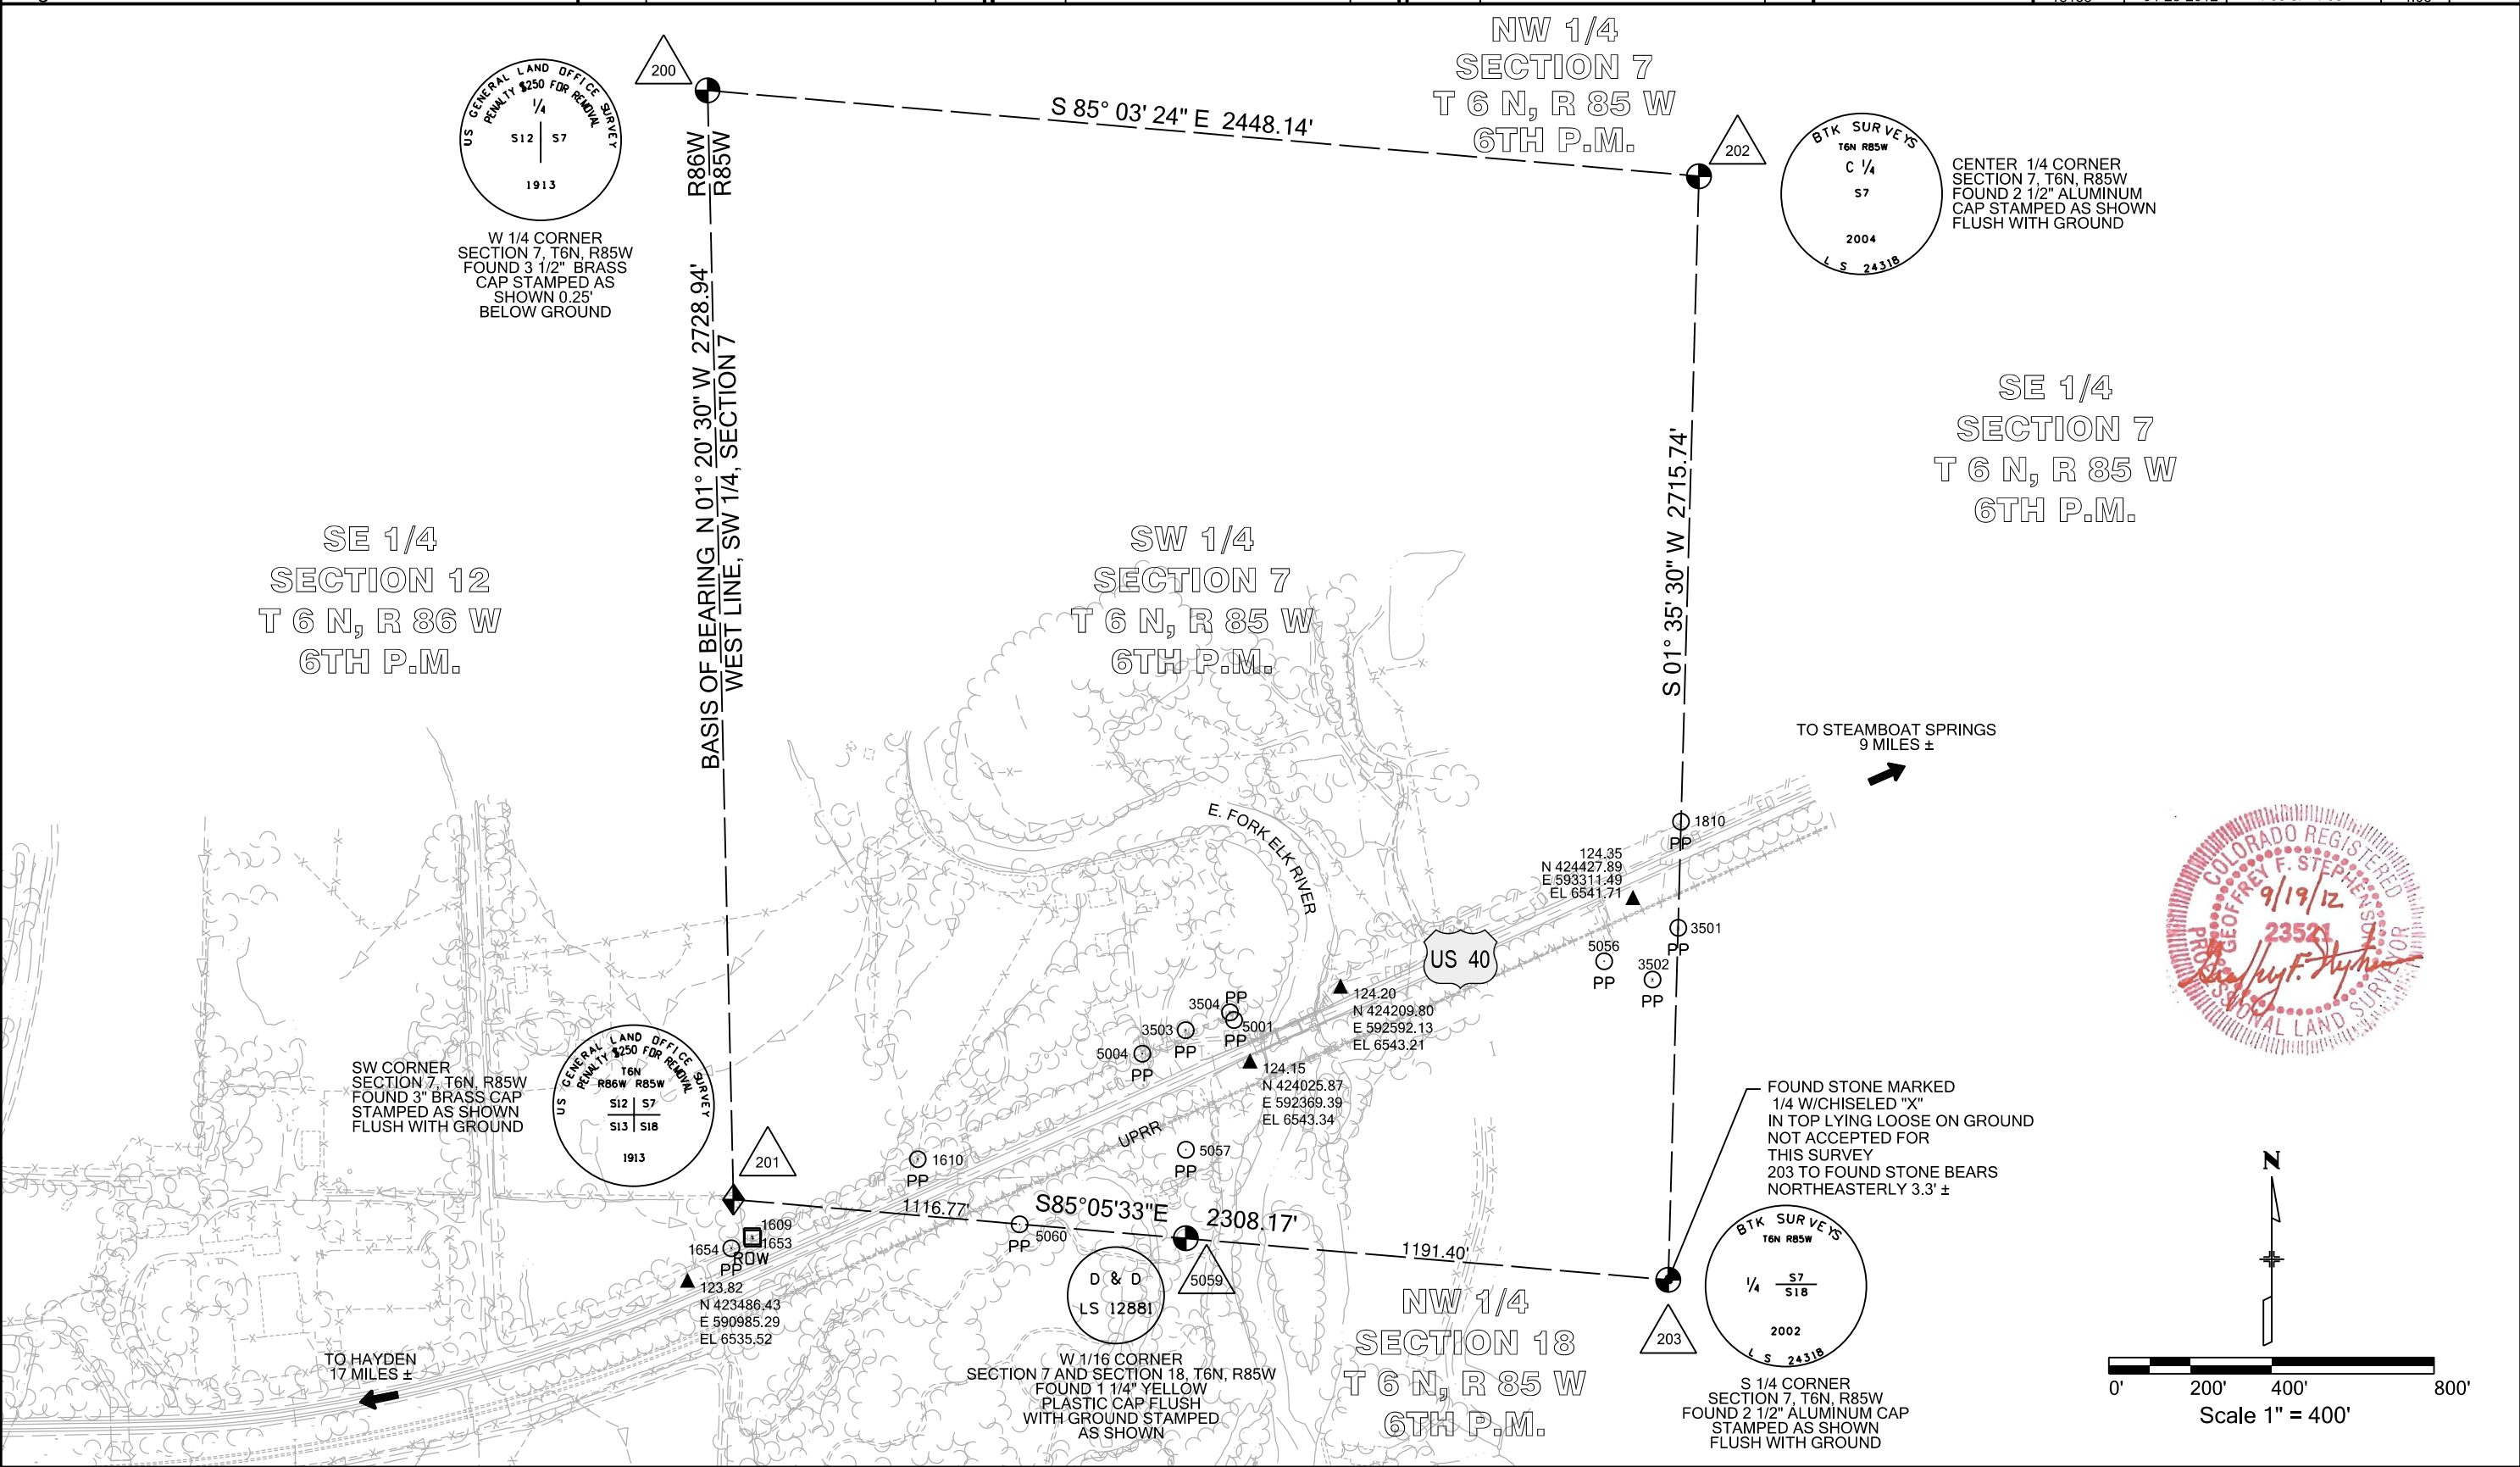 NW 1/4
SECTION 7
T 6 N, R 85 W
6TH P.M.
US GENERAL LAND OFFICE SURVEY
PENALTY $250 FOR REMOVAL
1/4
S12 | S7
1913
W 1/4 CORNER
SECTION 7, T6N, R85W
FOUND 3 1/2" BRASS
CAP STAMPED AS
SHOWN 0.25'
BELOW GROUND
200
R86W
R85W
S 85° 03' 24" E 2448.14'
202
BTK SURVEYS
T6N R85W
C 1/4
S7
2004
L S 24318
CENTER 1/4 CORNER
SECTION 7, T6N, R85W
FOUND 2 1/2" ALUMINUM
CAP STAMPED AS SHOWN
FLUSH WITH GROUND
BASIS OF BEARING N 01° 20' 30" W 2728.94'
WEST LINE, SW 1/4, SECTION 7
S 01° 35' 30" W 2715.74'
SE 1/4
SECTION 7
T 6 N, R 85 W
6TH P.M.
SE 1/4
SECTION 12
T 6 N, R 86 W
6TH P.M.
SW 1/4
SECTION 7
T 6 N, R 85 W
6TH P.M.
TO STEAMBOAT SPRINGS
9 MILES ±
E. FORK ELK RIVER
1810
PP
124.35
N 424427.89
E 593311.49
EL 6541.71
3501
PP
5056
PP
3502
PP
US 40
COLORADO REGISTERED
GEOFFREY F. STEPHENSON
9/19/12
23521
PROFESSIONAL LAND SURVEYOR
124.20
N 424209.80
E 592592.13
EL 6543.21
PP
3504
5001
PP
3503
PP
5004
PP
124.15
N 424025.87
E 592369.39
EL 6543.34
UPRR
5057
PP
SW CORNER
SECTION 7, T6N, R85W
FOUND 3" BRASS CAP
STAMPED AS SHOWN
FLUSH WITH GROUND
US GENERAL LAND OFFICE SURVEY
PENALTY $250 FOR REMOVAL
T6N
R86W R85W
S12 | S7
S13 | S18
1913
201
1610
PP
FOUND STONE MARKED
1/4 W/CHISELED "X"
IN TOP LYING LOOSE ON GROUND
NOT ACCEPTED FOR
THIS SURVEY
203 TO FOUND STONE BEARS
NORTHEASTERLY 3.3' ±
1116.77'
S85°05'33"E 2308.17'
1191.40'
5060
PP
1609
1653
1654
PP
ROW
123.82
N 423486.43
E 590985.29
EL 6535.52
D & D
LS 12881
5059
W 1/16 CORNER
SECTION 7 AND SECTION 18, T6N, R85W
FOUND 1 1/4" YELLOW
PLASTIC CAP FLUSH
WITH GROUND STAMPED
AS SHOWN
NW 1/4
SECTION 18
T 6 N, R 85 W
6TH P.M.
203
BTK SURVEYS
T6N R85W
1/4 S7
S18
2002
L S 24318
S 1/4 CORNER
SECTION 7, T6N, R85W
FOUND 2 1/2" ALUMINUM CAP
STAMPED AS SHOWN
FLUSH WITH GROUND
TO HAYDEN
17 MILES ±
N
0' 200' 400' 800'
Scale 1" = 400'